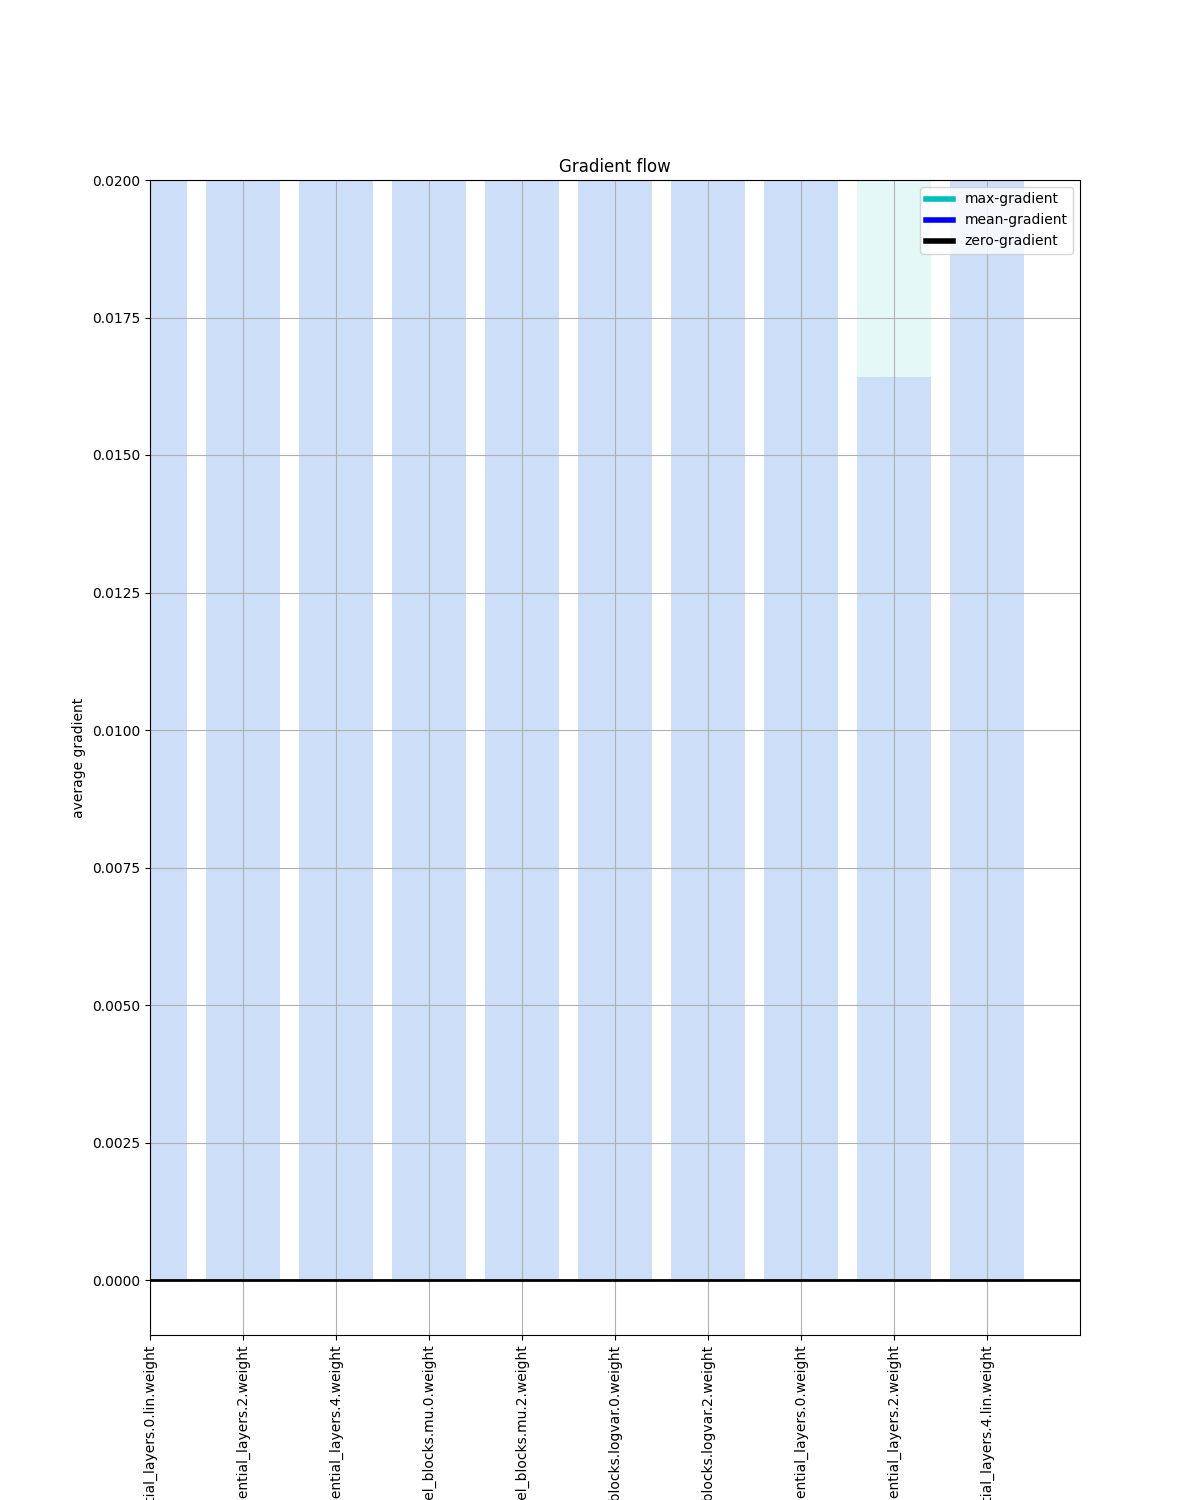 Gradient flow
max-gradient
mean-gradient
zero-gradient
0.0200
0.0175
0.0150
0.0125
0.0100
0.0075
0.0050
0.0025
0.0000
average gradient
tial_layers.0.lin.weight
ential_layers.2.weight
ential_layers.4.weight
el_blocks.mu.0.weight
el_blocks.mu.2.weight
blocks.logvar.0.weight
blocks.logvar.2.weight
ential_layers.0.weight
ential_layers.2.weight
tial_layers.4.lin.weight